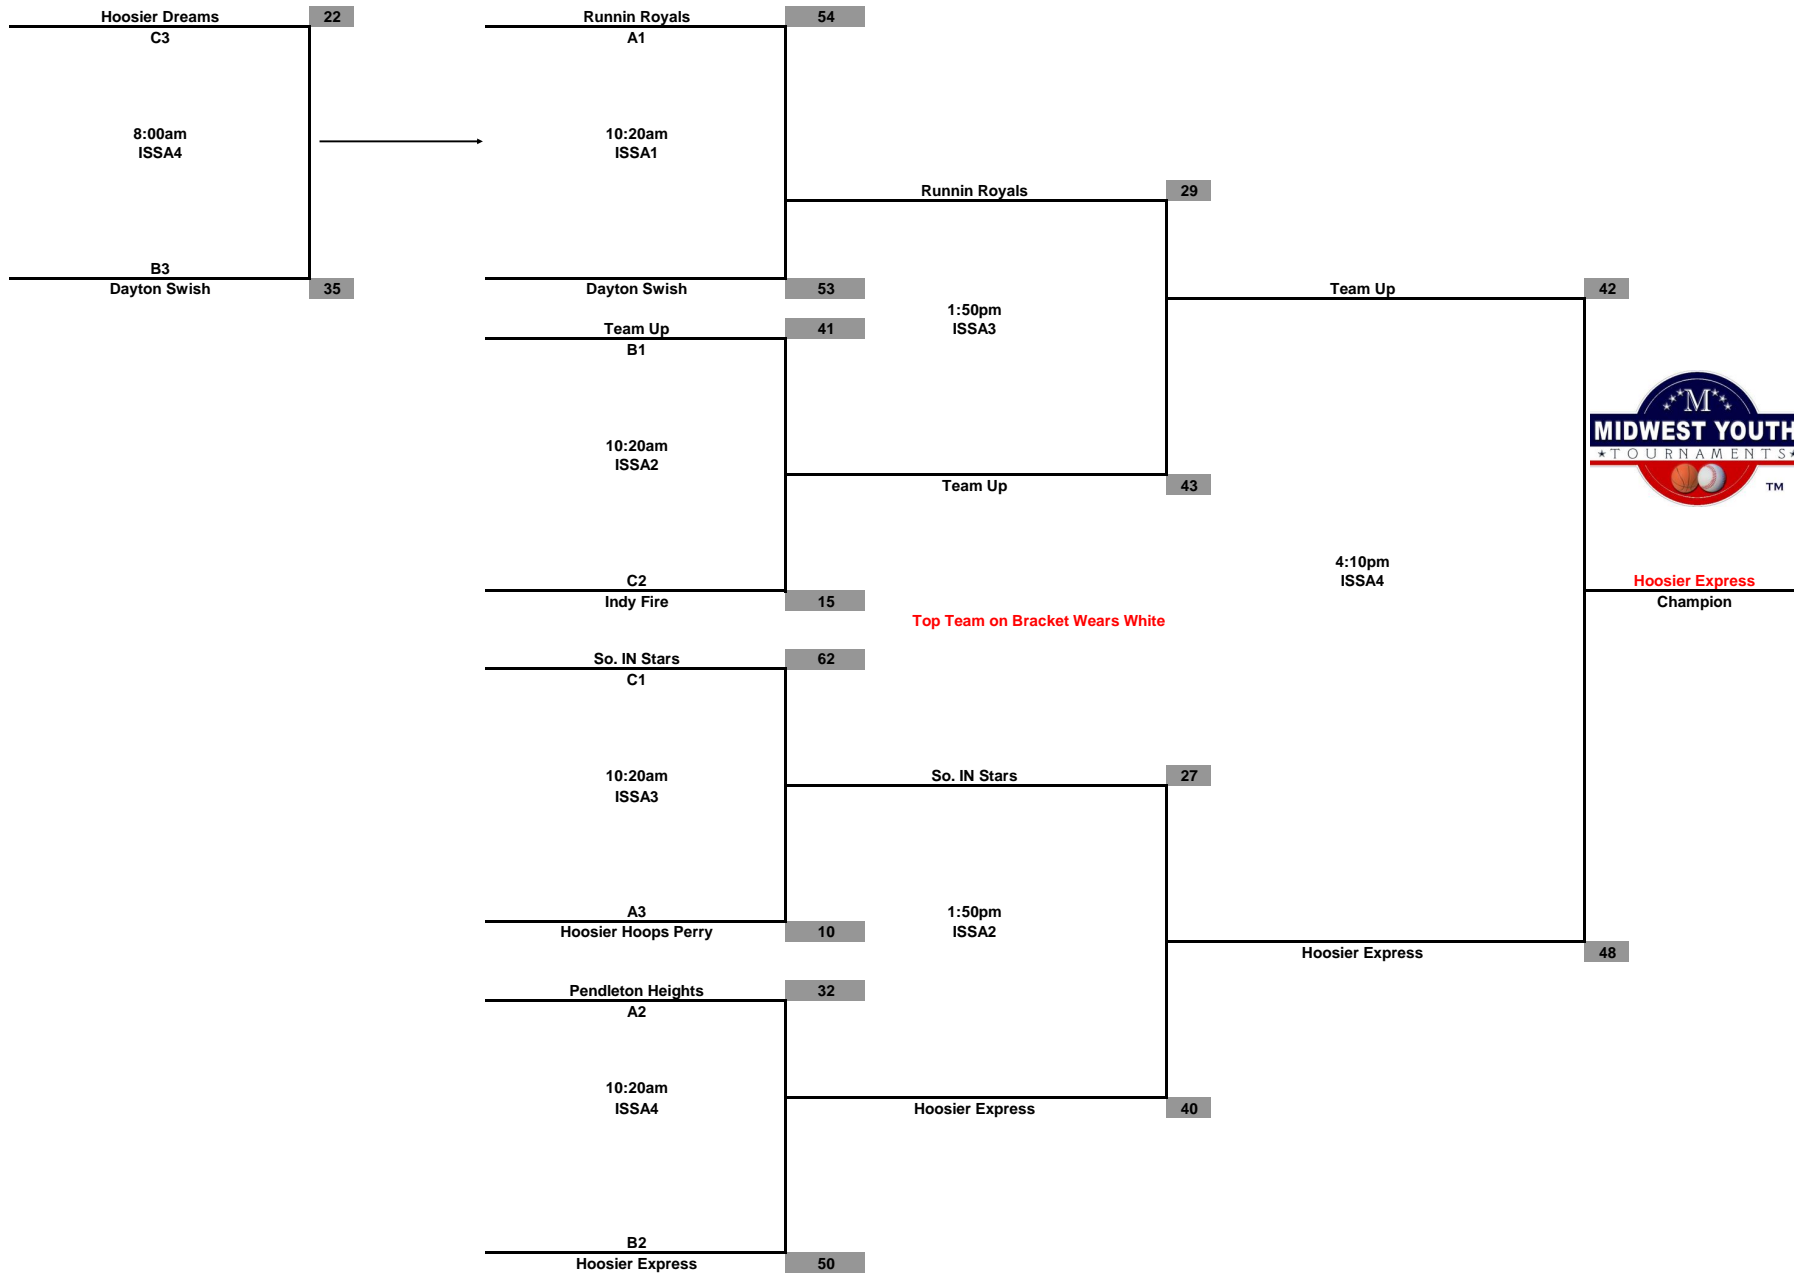 Hoosier Dreams 22
C3
8:00am
ISSA4
B3
Dayton Swish 35
Runnin Royals 54
A1
10:20am
ISSA1
Dayton Swish 53
Team Up 41
B1
10:20am
ISSA2
C2
Indy Fire 15
So. IN Stars 62
C1
10:20am
ISSA3
A3
Hoosier Hoops Perry 10
Pendleton Heights 32
A2
10:20am
ISSA4
B2
Hoosier Express 50
Runnin Royals 29
1:50pm
ISSA3
Team Up 43
Top Team on Bracket Wears White
So. IN Stars 27
1:50pm
ISSA2
Hoosier Express 40
Team Up 42
4:10pm
ISSA4
Hoosier Express 48
M
MIDWEST YOUTH
TOURNAMENTS
TM
Hoosier Express
Champion